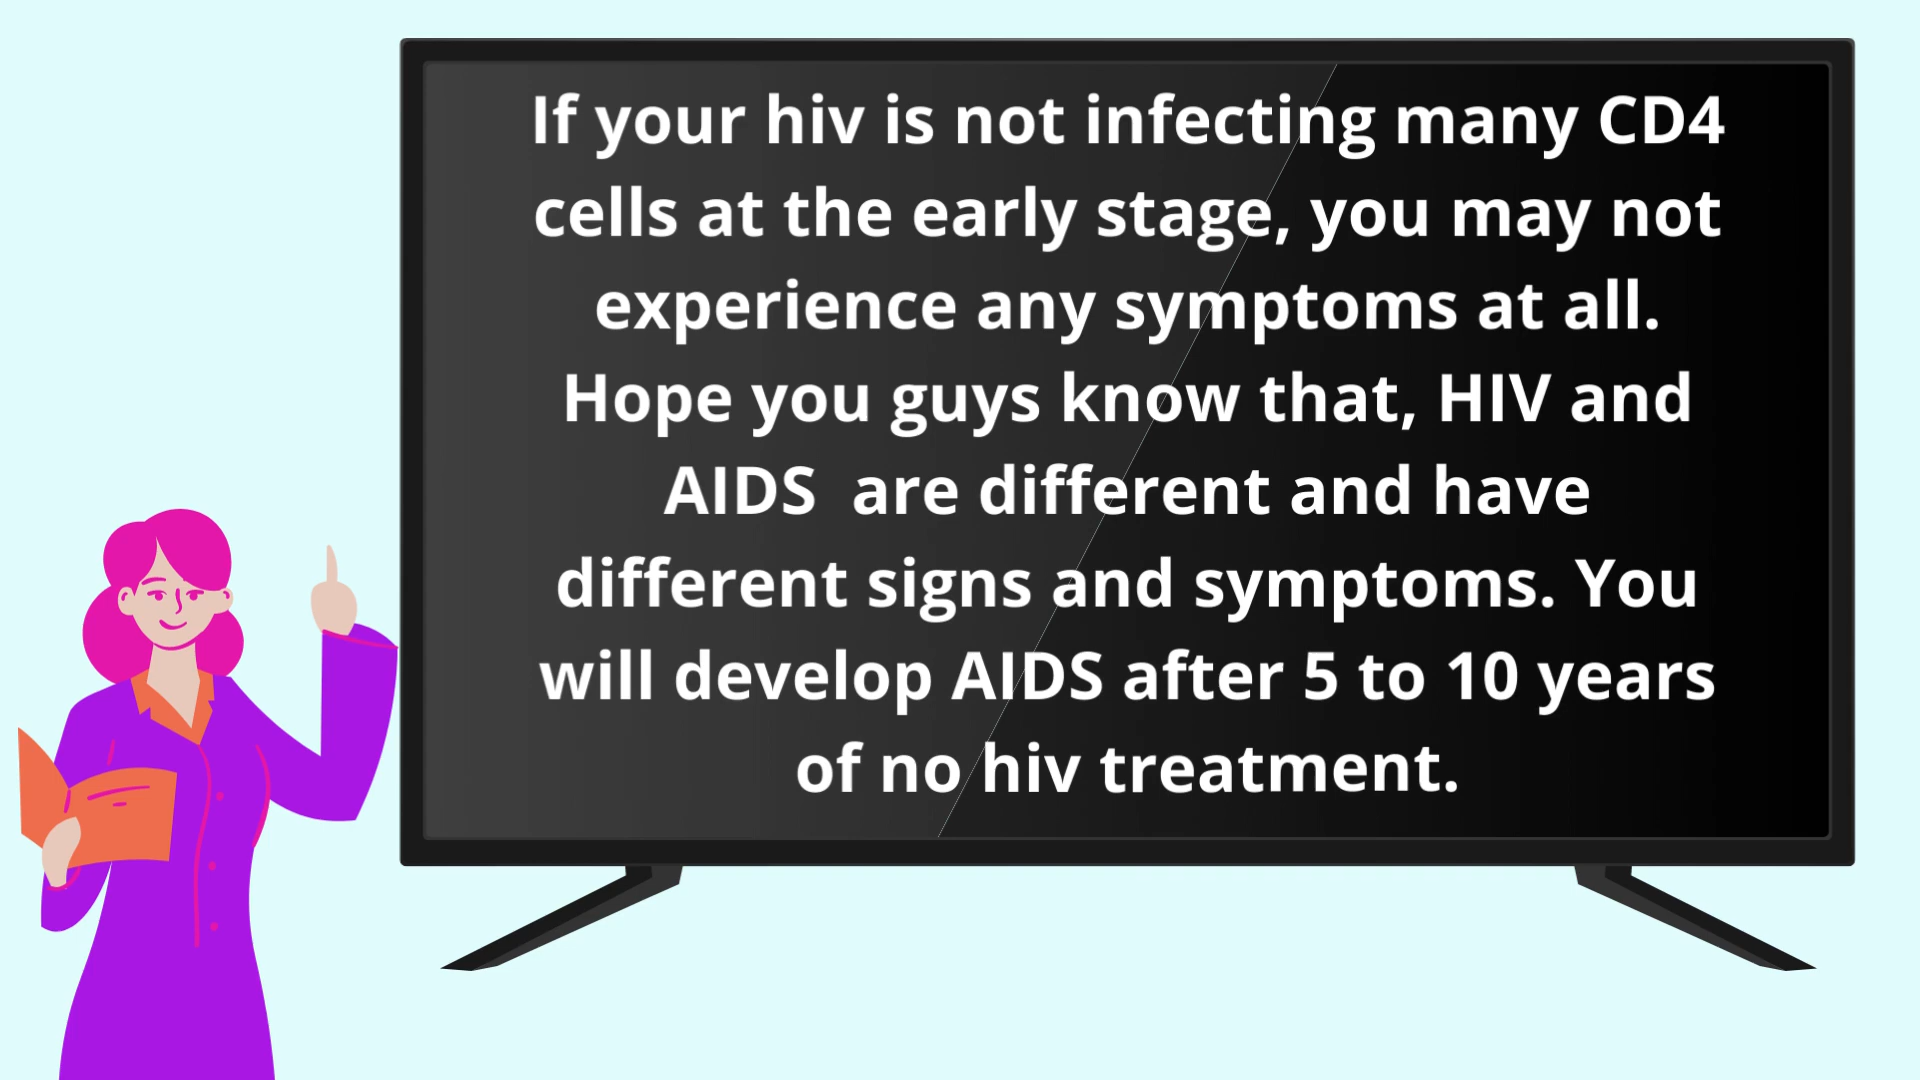 If your hiv is not infecting many CD4
cells at the early stage, you may not
experience any symptoms at all.
Hope you guys know that, HIV and
AIDS  are different and have
different signs and symptoms. You
will develop AIDS after 5 to 10 years
of no hiv treatment.